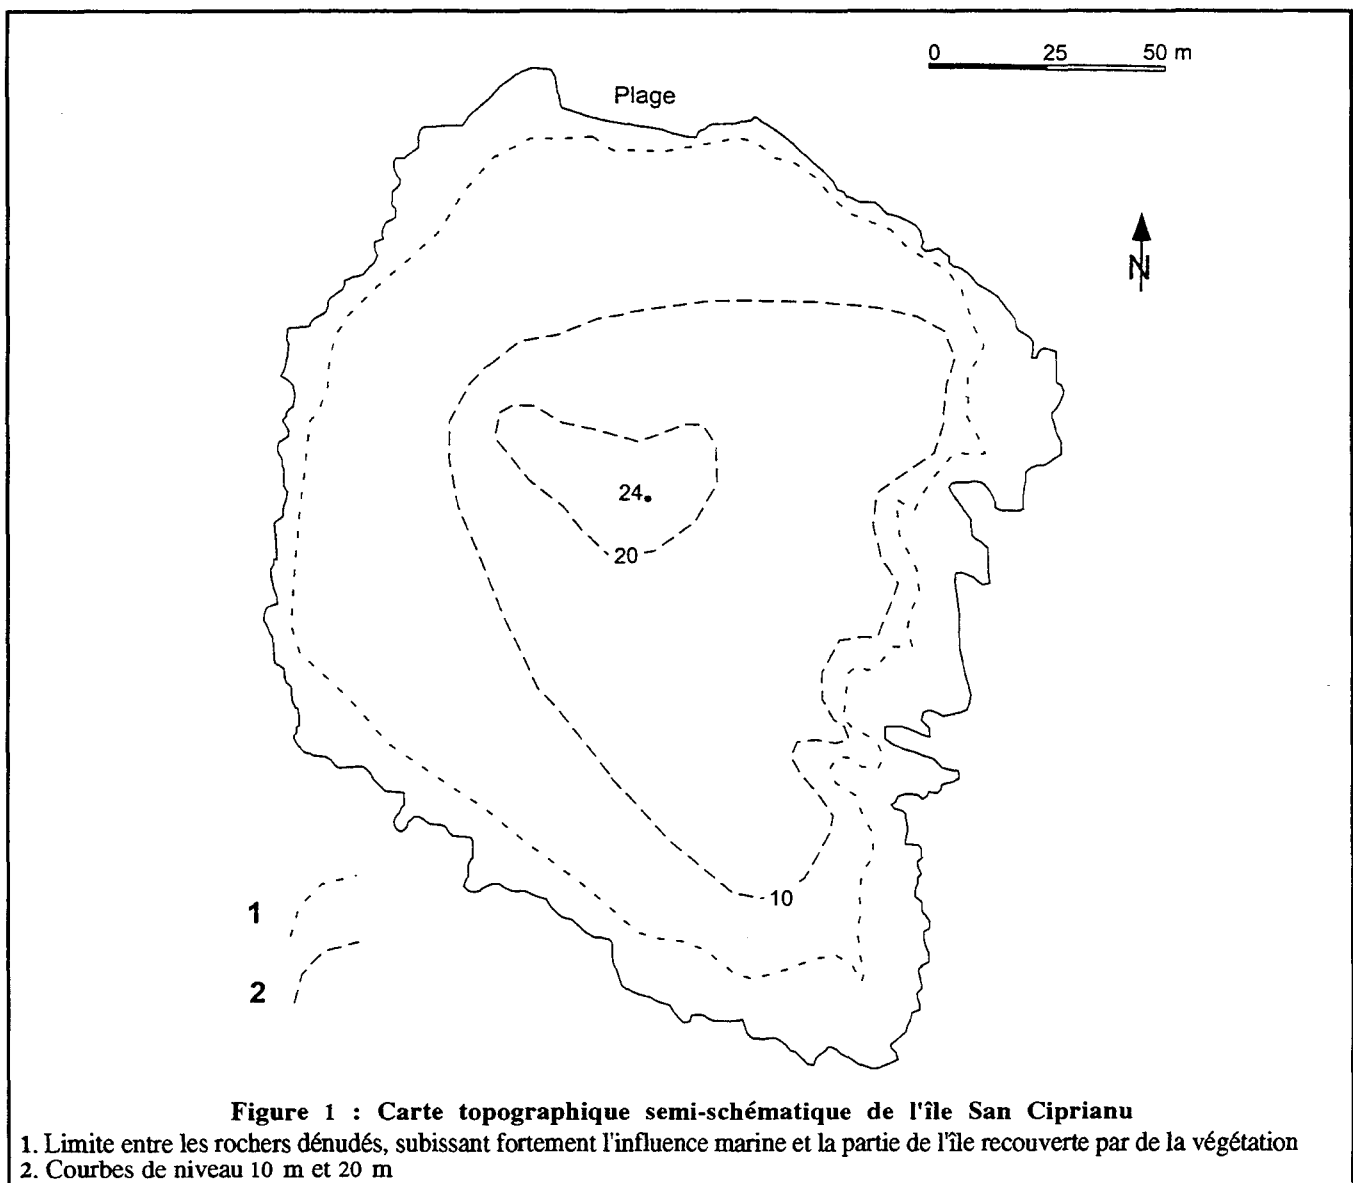 0 25 50 m
Plage
N
24
20
10
1
2
Figure 1 : Carte topographique semi-schématique de l'île San Ciprianu
1. Limite entre les rochers dénudés, subissant fortement l'influence marine et la partie de l'île recouverte par de la végétation
2. Courbes de niveau 10 m et 20 m